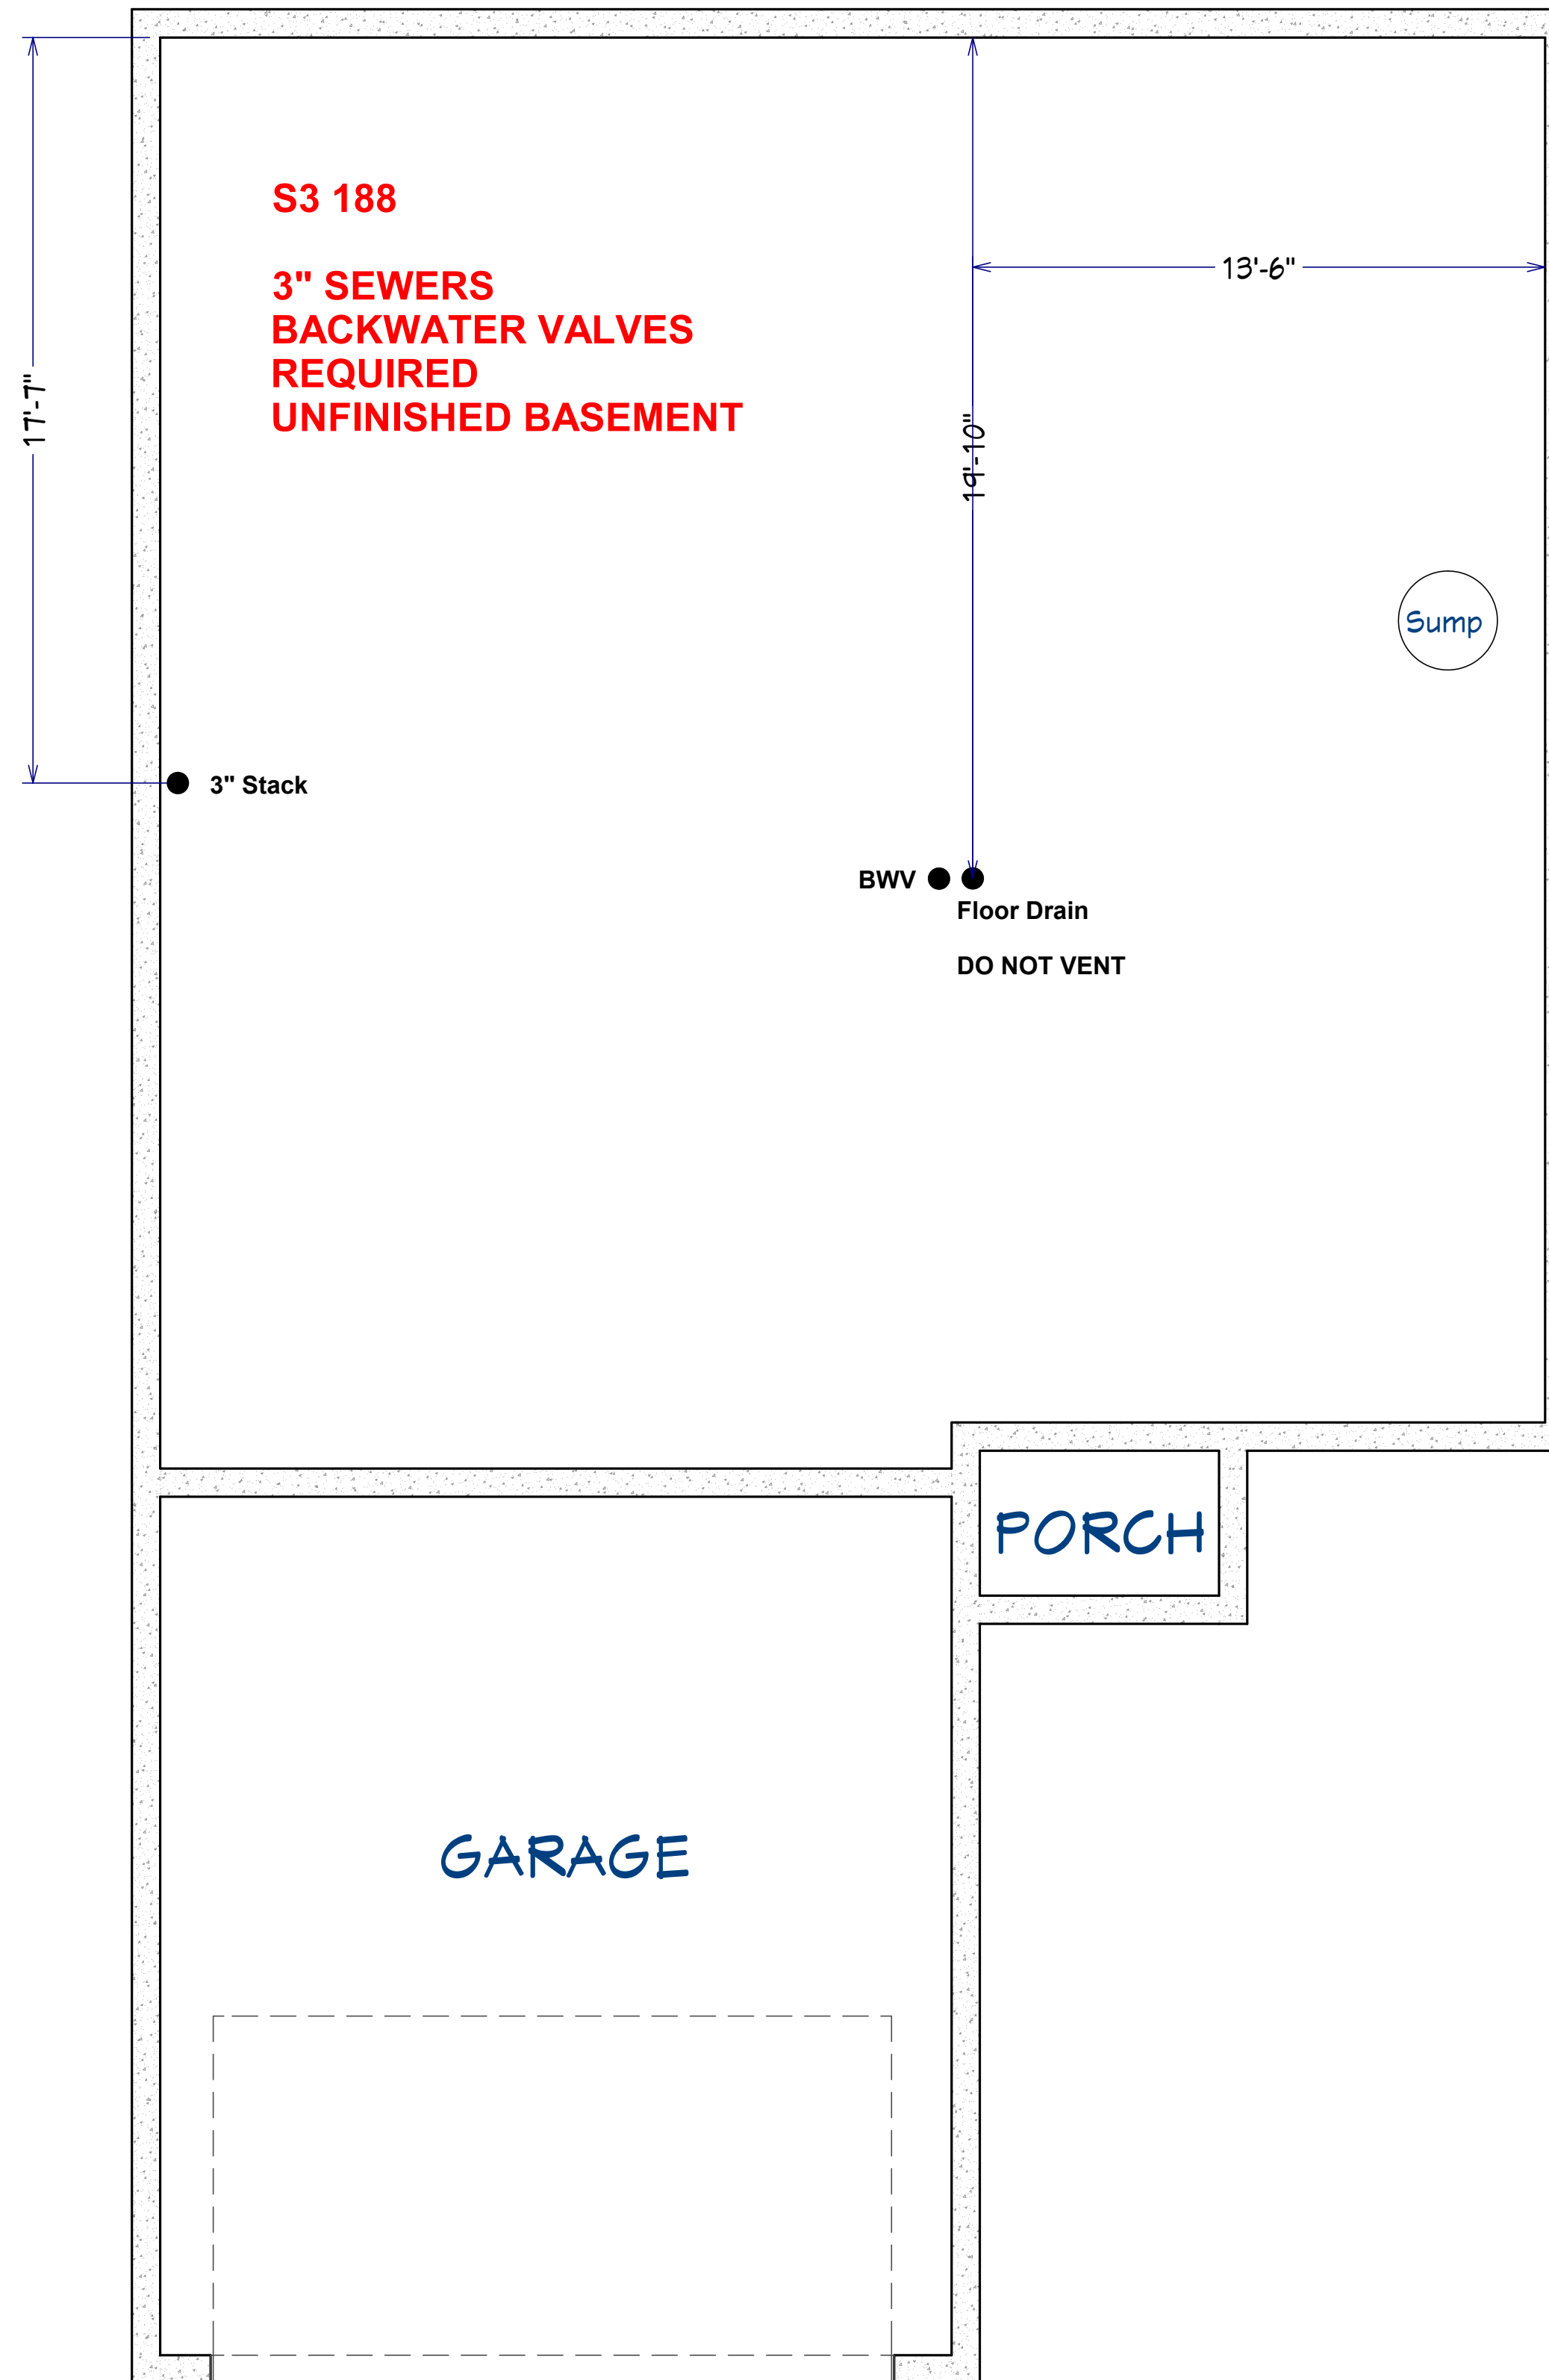 S3 188
3" SEWERS
BACKWATER VALVES
REQUIRED
UNFINISHED BASEMENT
13'-6"
17'-7"
19'-10"
Sump
3" Stack
BWV
Floor Drain
DO NOT VENT
PORCH
GARAGE